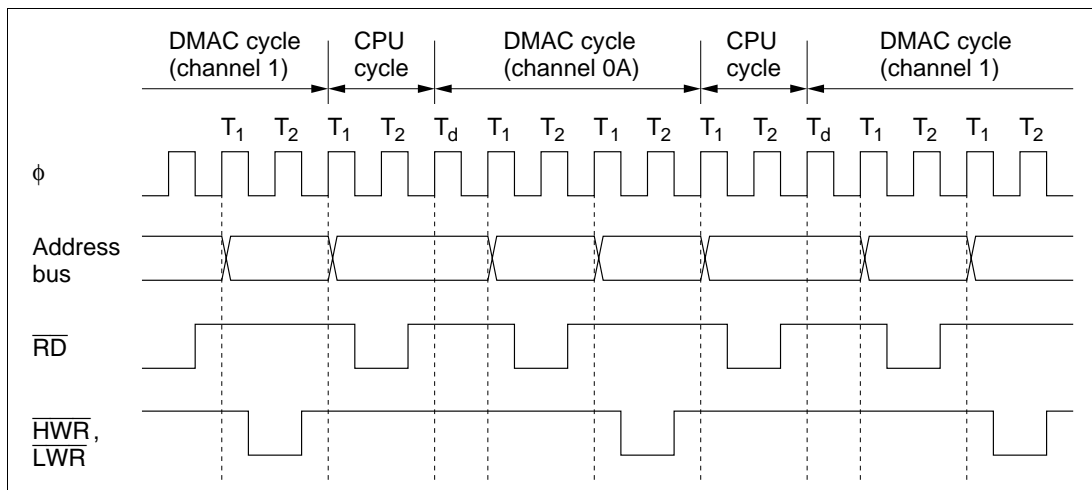 DMAC cycle (channel 1)
CPU cycle
DMAC cycle (channel 0A)
CPU cycle
DMAC cycle (channel 1)
T1 T2 T1 T2 Td T1 T2 T1 T2 T1 T2 Td T1 T2 T1 T2
ϕ
Address bus
RD
HWR, LWR